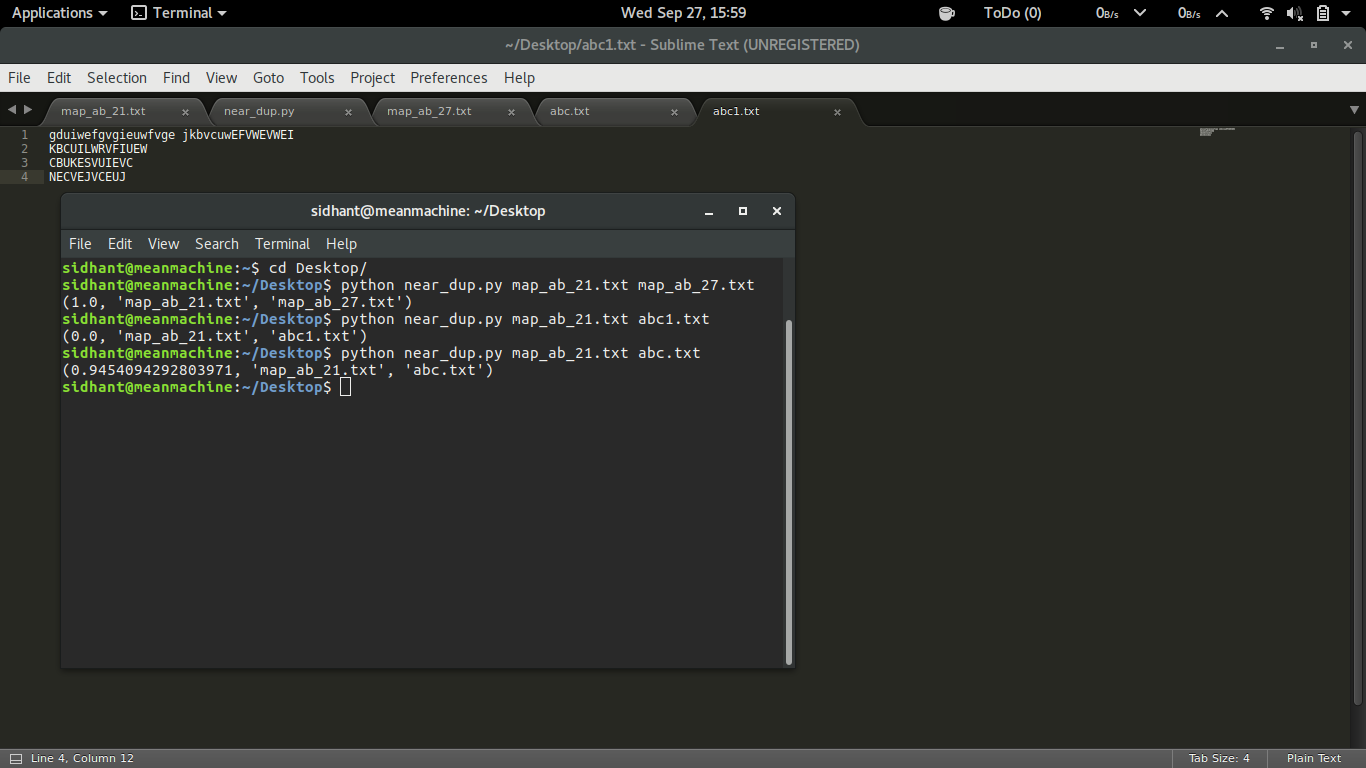 Applications Terminal Wed Sep 27, 15:59 ToDo (0) 0B/s 0B/s
~/Desktop/abc1.txt - Sublime Text (UNREGISTERED)
File Edit Selection Find View Goto Tools Project Preferences Help
map_ab_21.txt near_dup.py map_ab_27.txt abc.txt abc1.txt
1 gduiwefgvgieuwfvge jkbvcuwEFVWEVWEI
2 KBCUILWRVFIUEW
3 CBUKESVUIEVC
4 NECVEJVCEUJ
sidhant@meanmachine: ~/Desktop
File Edit View Search Terminal Help
sidhant@meanmachine:~$ cd Desktop/
sidhant@meanmachine:~/Desktop$ python near_dup.py map_ab_21.txt map_ab_27.txt
(1.0, 'map_ab_21.txt', 'map_ab_27.txt')
sidhant@meanmachine:~/Desktop$ python near_dup.py map_ab_21.txt abc1.txt
(0.0, 'map_ab_21.txt', 'abc1.txt')
sidhant@meanmachine:~/Desktop$ python near_dup.py map_ab_21.txt abc.txt
(0.9454094292803971, 'map_ab_21.txt', 'abc.txt')
sidhant@meanmachine:~/Desktop$
Line 4, Column 12 Tab Size: 4 Plain Text